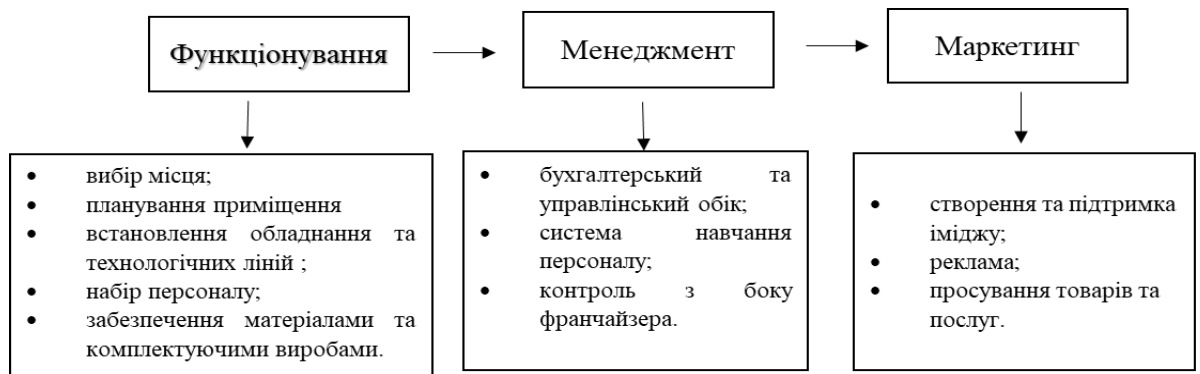 Функціонування
Менеджмент
Маркетинг
• вибір місця;
• планування приміщення
• встановлення обладнання та
технологічних ліній ;
• набір персоналу;
• забезпечення матеріалами та
комплектуючими виробами.
• бухгалтерський та
управлінський обік;
• система навчання
персоналу;
• контроль з боку
франчайзера.
• створення та підтримка
іміджу;
• реклама;
• просування товарів та
послуг.